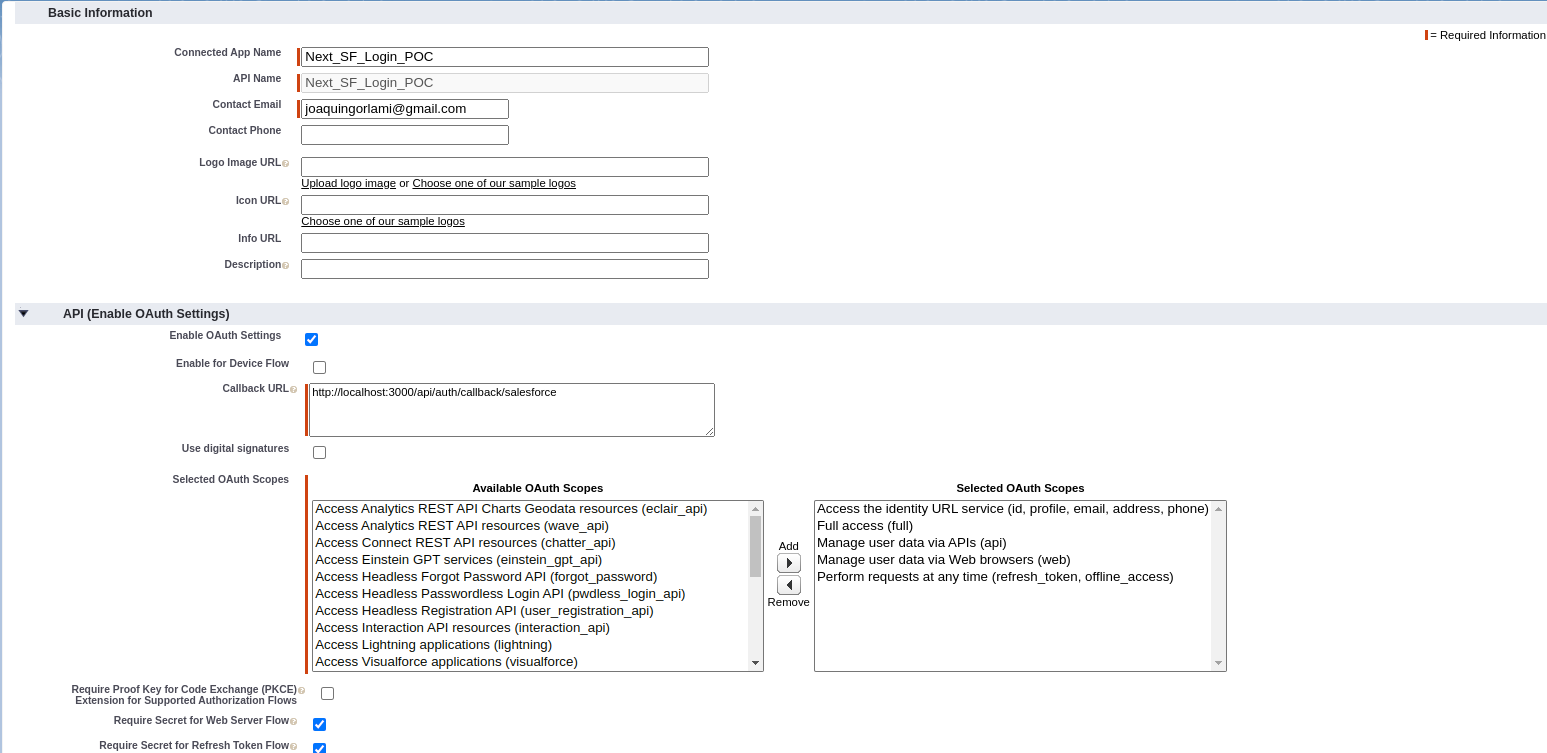 Basic Information
= Required Information
Connected App Name Next_SF_Login_POC
API Name Next_SF_Login_POC
Contact Email joaquingorlami@gmail.com
Contact Phone
Logo Image URL ?
Upload logo image or Choose one of our sample logos
Icon URL ?
Choose one of our sample logos
Info URL
Description ?
API (Enable OAuth Settings)
Enable OAuth Settings
Enable for Device Flow
Callback URL ? http://localhost:3000/api/auth/callback/salesforce
Use digital signatures
Selected OAuth Scopes
Available OAuth Scopes
Access Analytics REST API Charts Geodata resources (eclair_api)
Access Analytics REST API resources (wave_api)
Access Connect REST API resources (chatter_api)
Access Einstein GPT services (einstein_gpt_api)
Access Headless Forgot Password API (forgot_password)
Access Headless Passwordless Login API (pwdless_login_api)
Access Headless Registration API (user_registration_api)
Access Interaction API resources (interaction_api)
Access Lightning applications (lightning)
Access Visualforce applications (visualforce)
Add
Remove
Selected OAuth Scopes
Access the identity URL service (id, profile, email, address, phone)
Full access (full)
Manage user data via APIs (api)
Manage user data via Web browsers (web)
Perform requests at any time (refresh_token, offline_access)
Require Proof Key for Code Exchange (PKCE) ?
Extension for Supported Authorization Flows
Require Secret for Web Server Flow ?
Require Secret for Refresh Token Flow ?